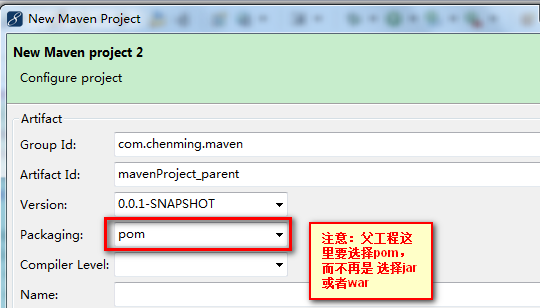 New Maven Project
New Maven project 2
Configure project
Artifact
Group Id: com.chenming.maven
Artifact Id: mavenProject_parent
Version: 0.0.1-SNAPSHOT
Packaging: pom
Compiler Level:
Name:
注意：父工程这
里要选择pom，
而不再是 选择jar
或者war